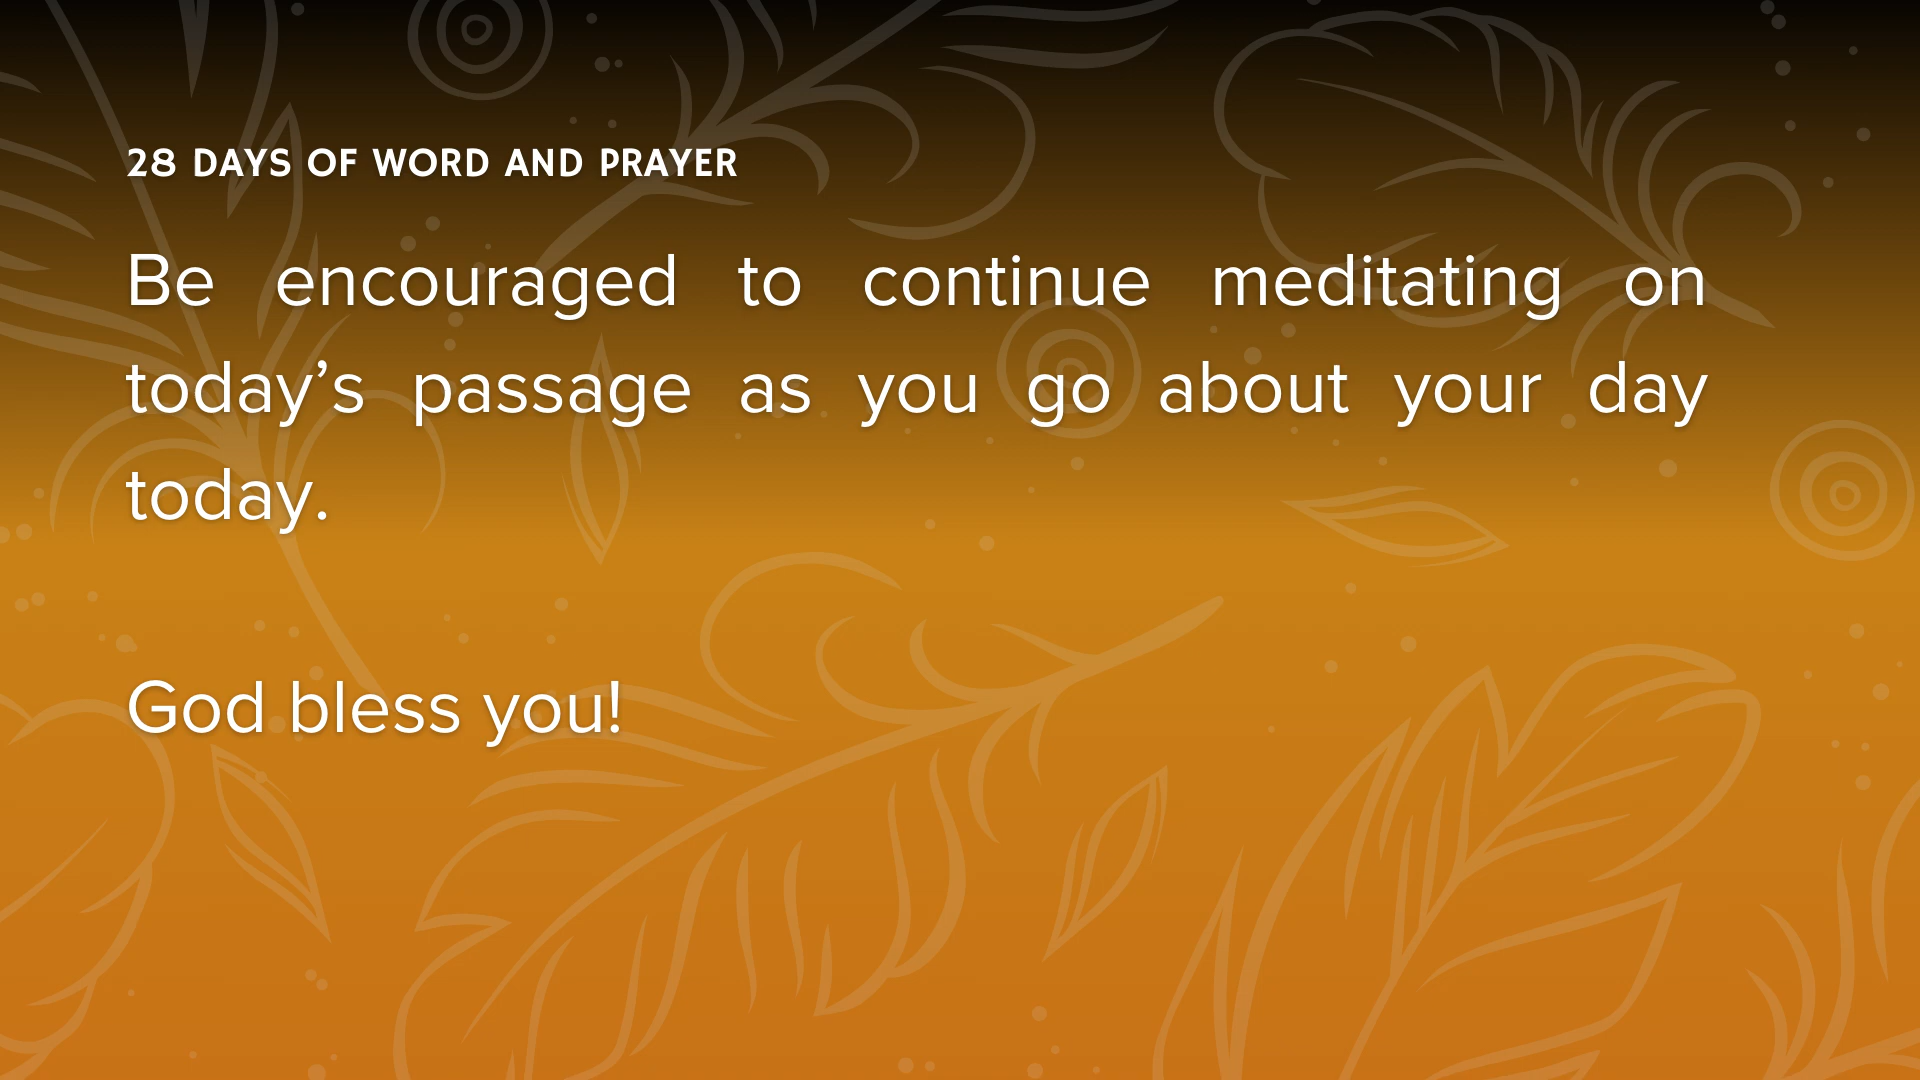 28 DAYS OF WORD AND PRAYER
Be encouraged to continue meditating on
today’s passage as you go about your day
today.
God bless you!